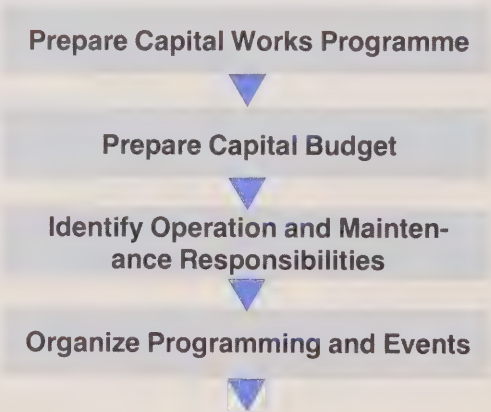 Prepare Capital Works Programme
Prepare Capital Budget
Identify Operation and Mainten-
ance Responsibilities
Organize Programming and Events